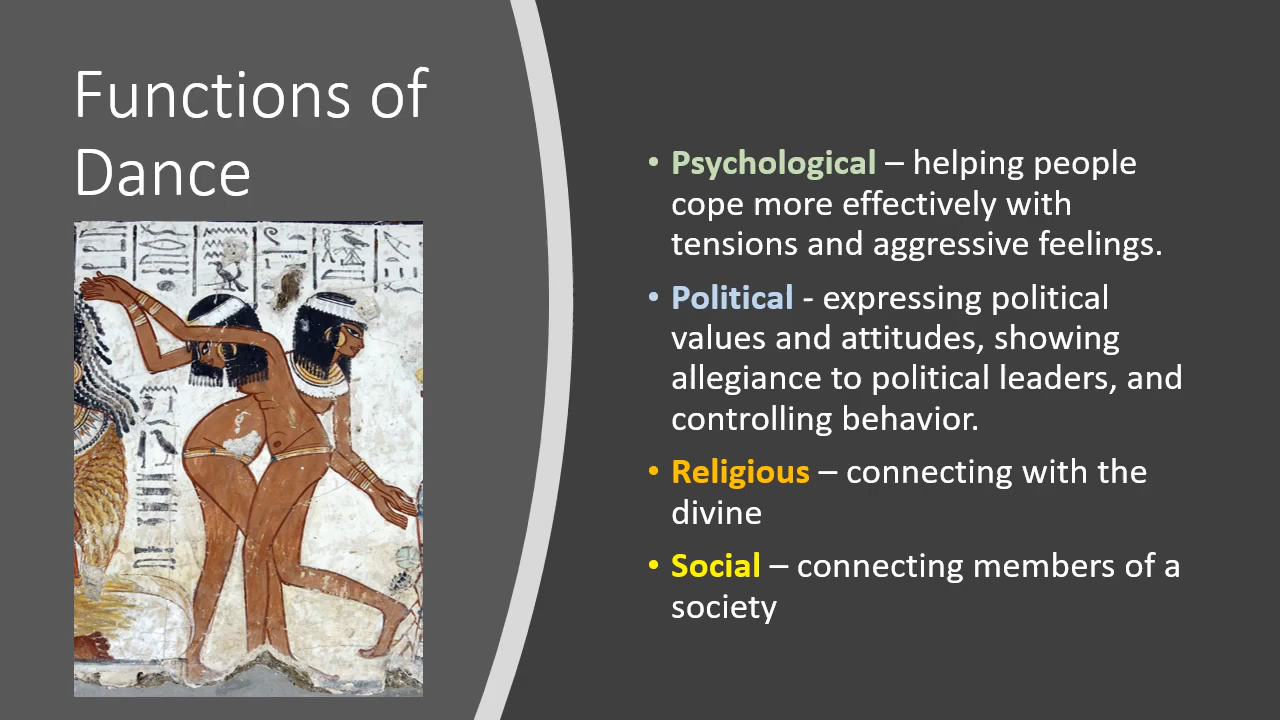 Functions of
Dance
• Psychological – helping people
cope more effectively with
tensions and aggressive feelings.
• Political - expressing political
values and attitudes, showing
allegiance to political leaders, and
controlling behavior.
• Religious – connecting with the
divine
• Social – connecting members of a
society